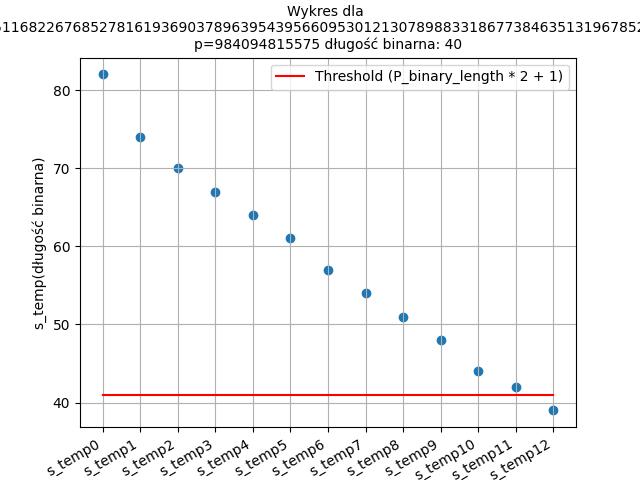 Wykres dla
p=984094815575 długość binarna: 40
Threshold (P_binary_length * 2 + 1)
s_temp(długość binarna)
80
70
60
50
40
s_temp0
s_temp1
s_temp2
s_temp3
s_temp4
s_temp5
s_temp6
s_temp7
s_temp8
s_temp9
s_temp10
s_temp11
s_temp12